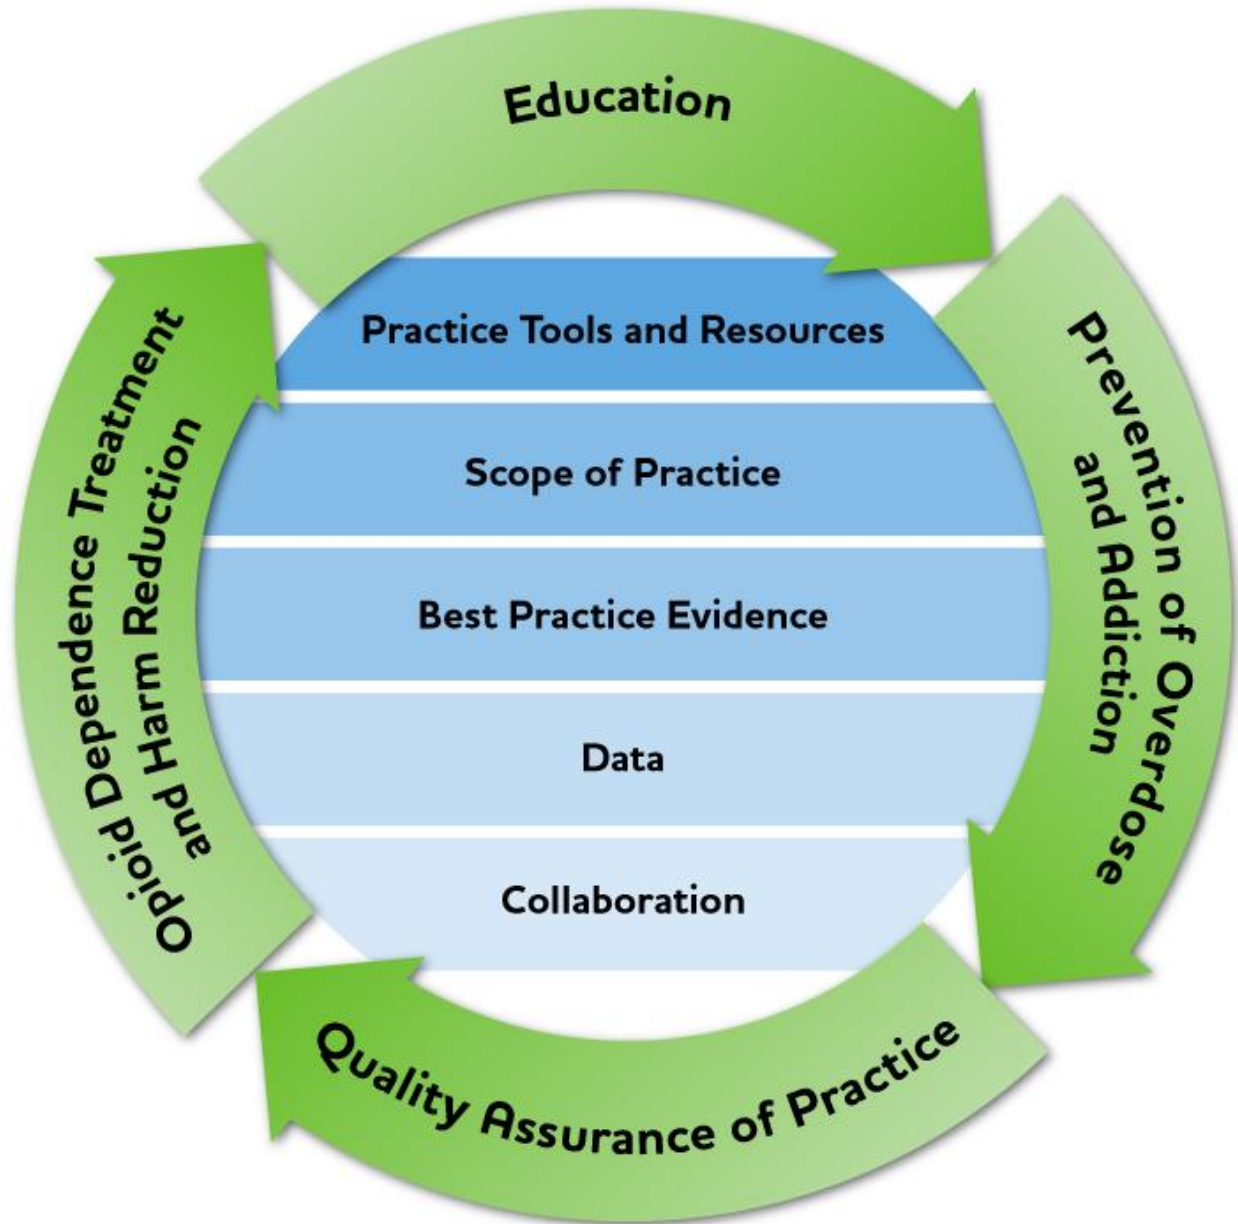 Education
Prevention of Overdose
and Addiction
Quality Assurance of Practice
Opioid Dependence Treatment
and Harm Reduction
Practice Tools and Resources
Scope of Practice
Best Practice Evidence
Data
Collaboration